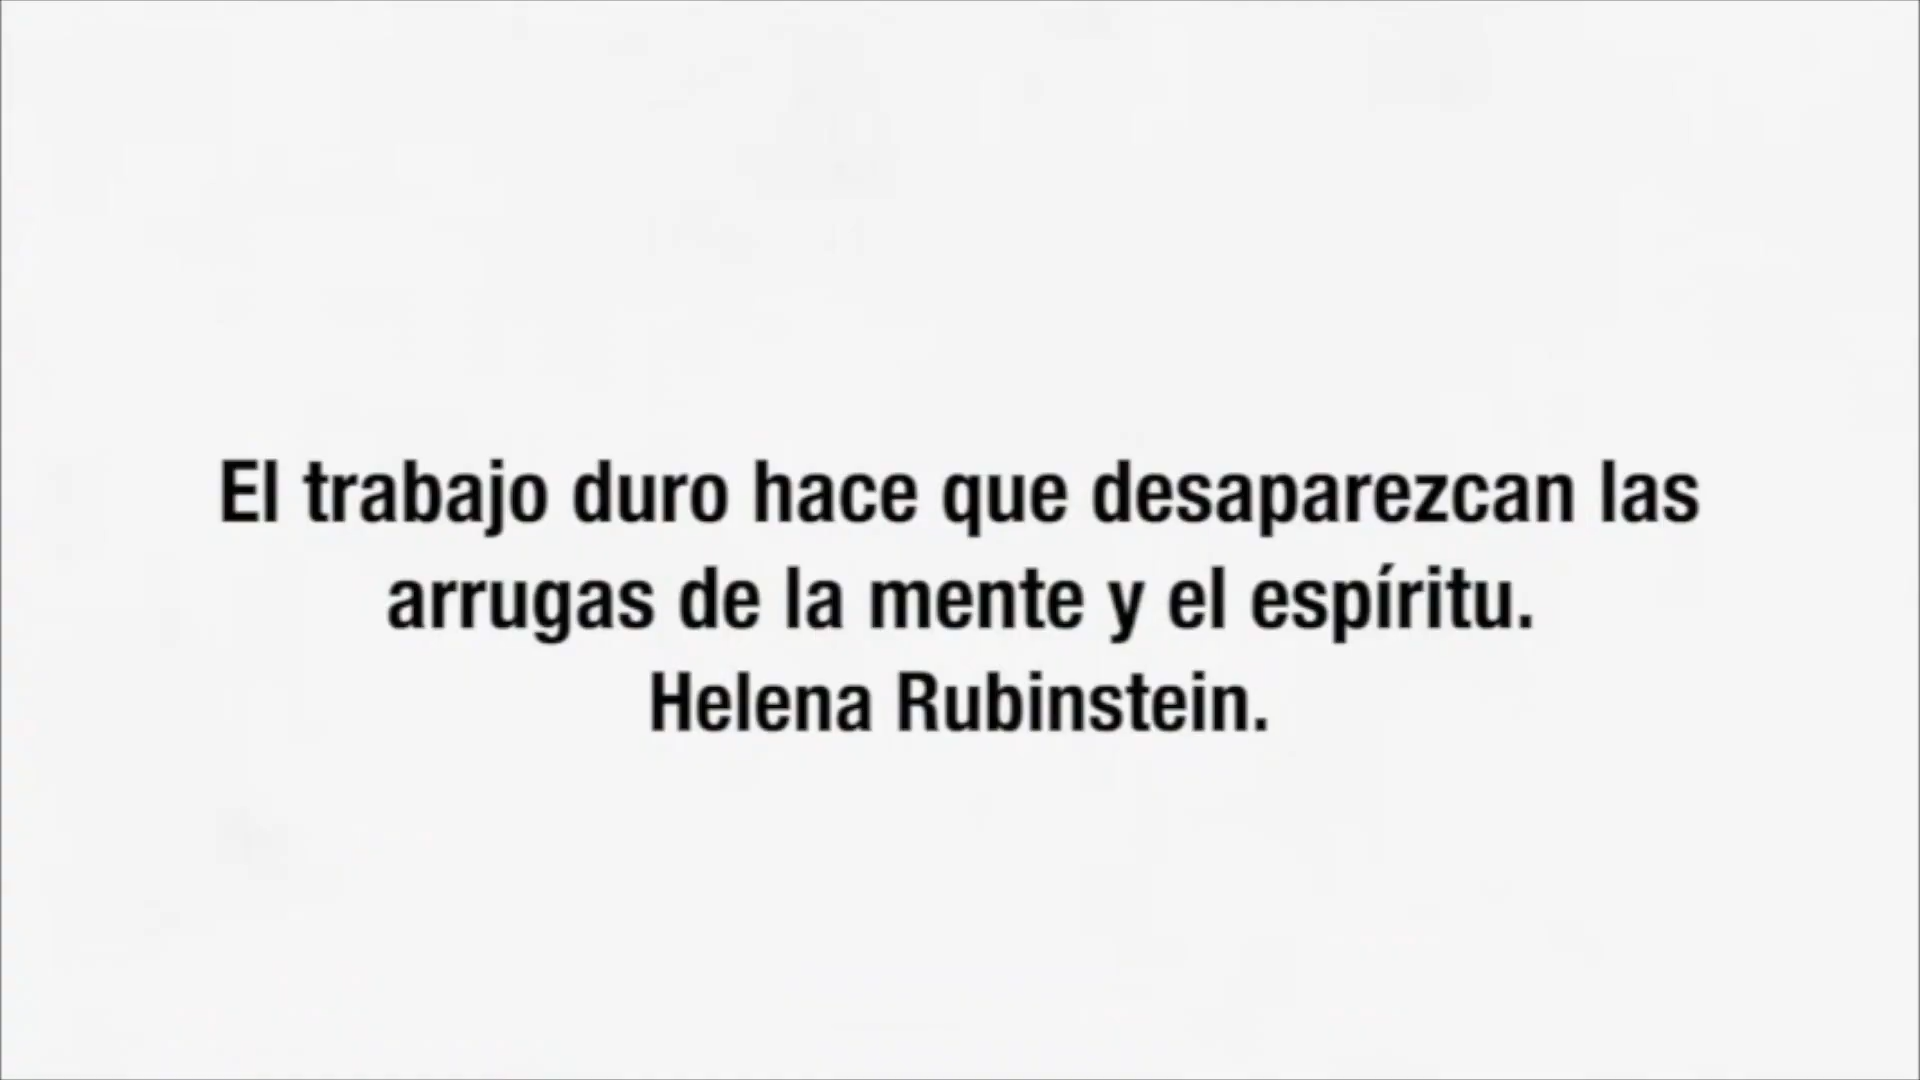 El trabajo duro hace que desaparezcan las
arrugas de la mente y el espíritu.
Helena Rubinstein.